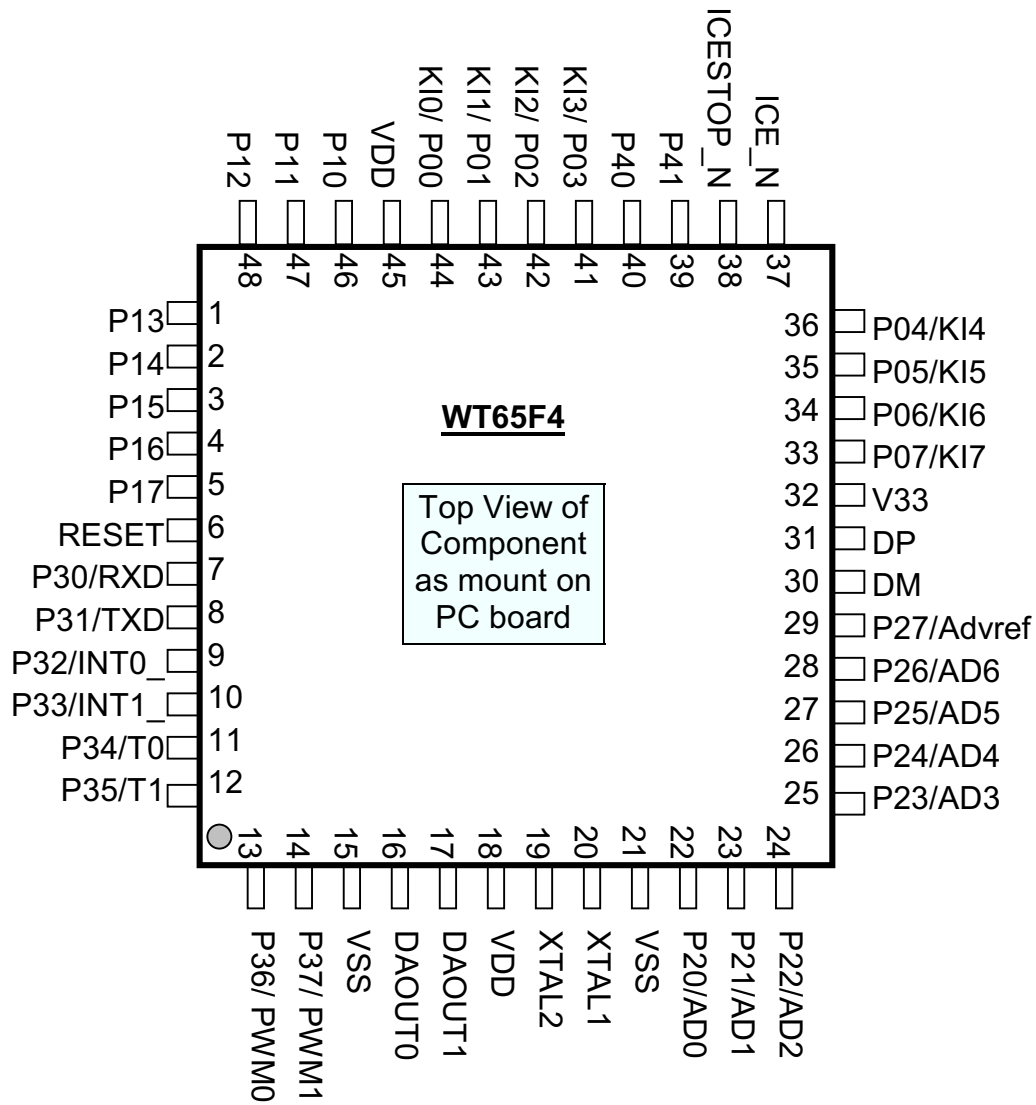 P12
P11
P10
VDD
KI0/ P00
KI1/ P01
KI2/ P02
KI3/ P03
P40
P41
ICESTOP_N
ICE_N
48
47
46
45
44
43
42
41
40
39
38
37
P13 1
P14 2
P15 3
P16 4
P17 5
RESET 6
P30/RXD 7
P31/TXD 8
P32/INT0_ 9
P33/INT1_ 10
P34/T0 11
P35/T1 12
WT65F4
Top View of
Component
as mount on
PC board
36 P04/KI4
35 P05/KI5
34 P06/KI6
33 P07/KI7
32 V33
31 DP
30 DM
29 P27/Advref
28 P26/AD6
27 P25/AD5
26 P24/AD4
25 P23/AD3
13
14
15
16
17
18
19
20
21
22
23
24
P36/ PWM0
P37/ PWM1
VSS
DAOUT0
DAOUT1
VDD
XTAL2
XTAL1
VSS
P20/AD0
P21/AD1
P22/AD2